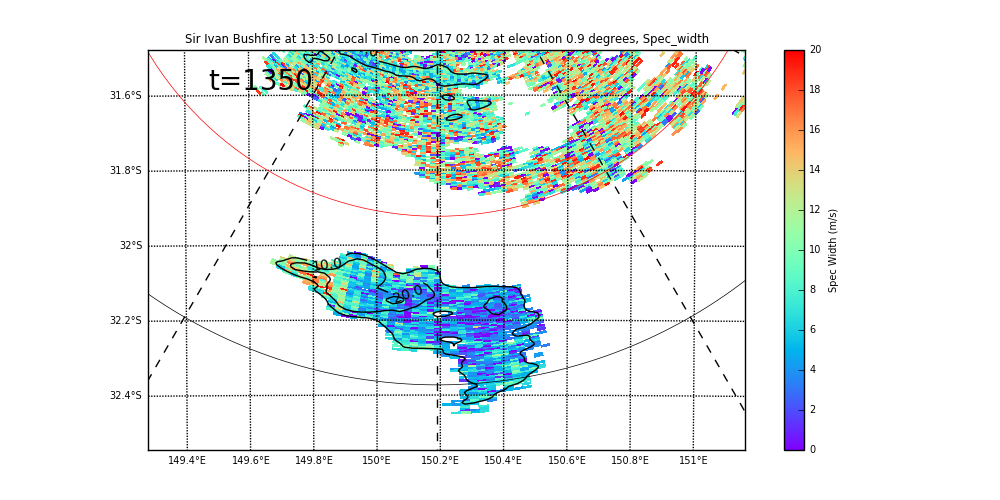 Sir Ivan Bushfire at 13:50 Local Time on 2017 02 12 at elevation 0.9 degrees, Spec_width
t=1350
31.6°S
31.8°S
32°S
32.2°S
32.4°S
10.0
20.0
149.4°E 149.6°E 149.8°E 150°E 150.2°E 150.4°E 150.6°E 150.8°E 151°E
20
18
16
14
12
10
8
6
4
2
0
Spec Width (m/s)